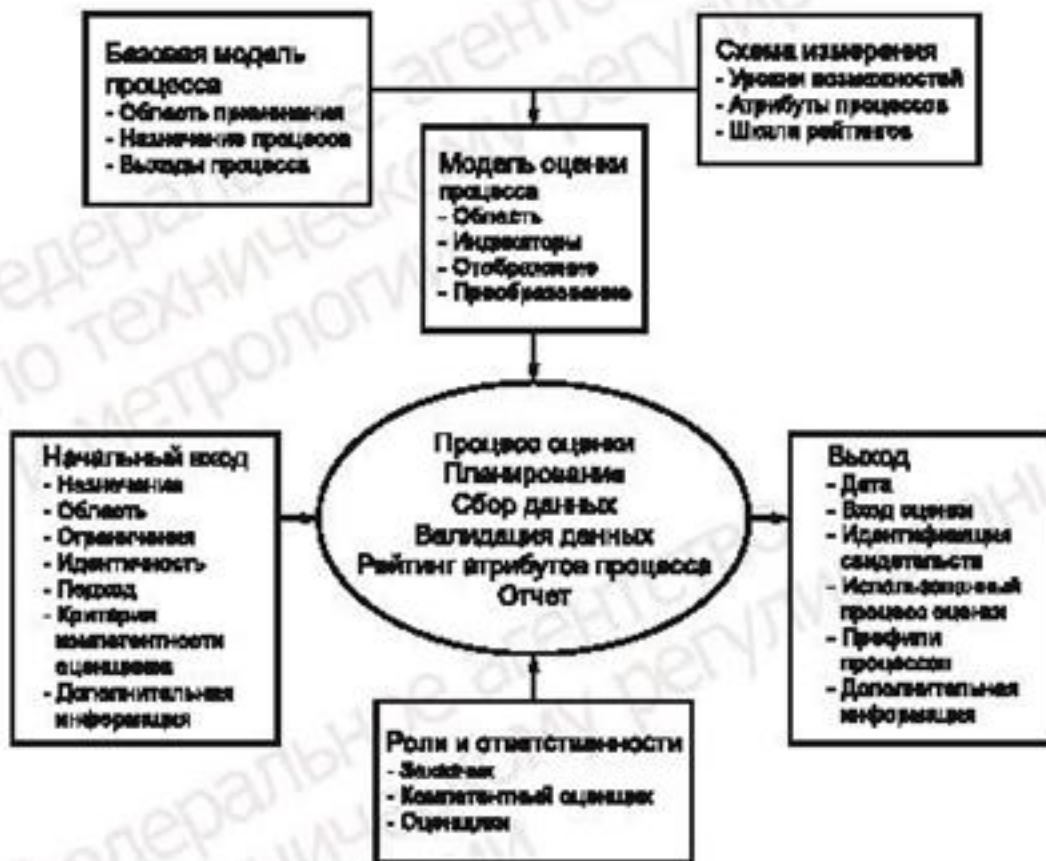 Базовая модель
процесса
- Область применения
- Назначение процесса
- Выходы процесса
Схема измерения
- Уровни возможностей
- Атрибуты процессов
- Шкала рейтингов
Модель оценки
процесса
- Область
- Индикаторы
- Отображение
- Преобразование
Начальный вход
- Назначение
- Область
- Ограничения
- Идентичность
- Подход
- Критерии
компетентности
оценщиков
- Дополнительная
информация
Процесс оценки
Планирование
Сбор данных
Валидация данных
Рейтинг атрибутов процесса
Отчет
Выход
- Дата
- Вход оценки
- Идентификация
свидетельств
- Использованный
процесс оценки
- Профили
процессов
- Дополнительная
информация
Роли и ответственности
- Заказчик
- Компетентный оценщик
- Оценщики